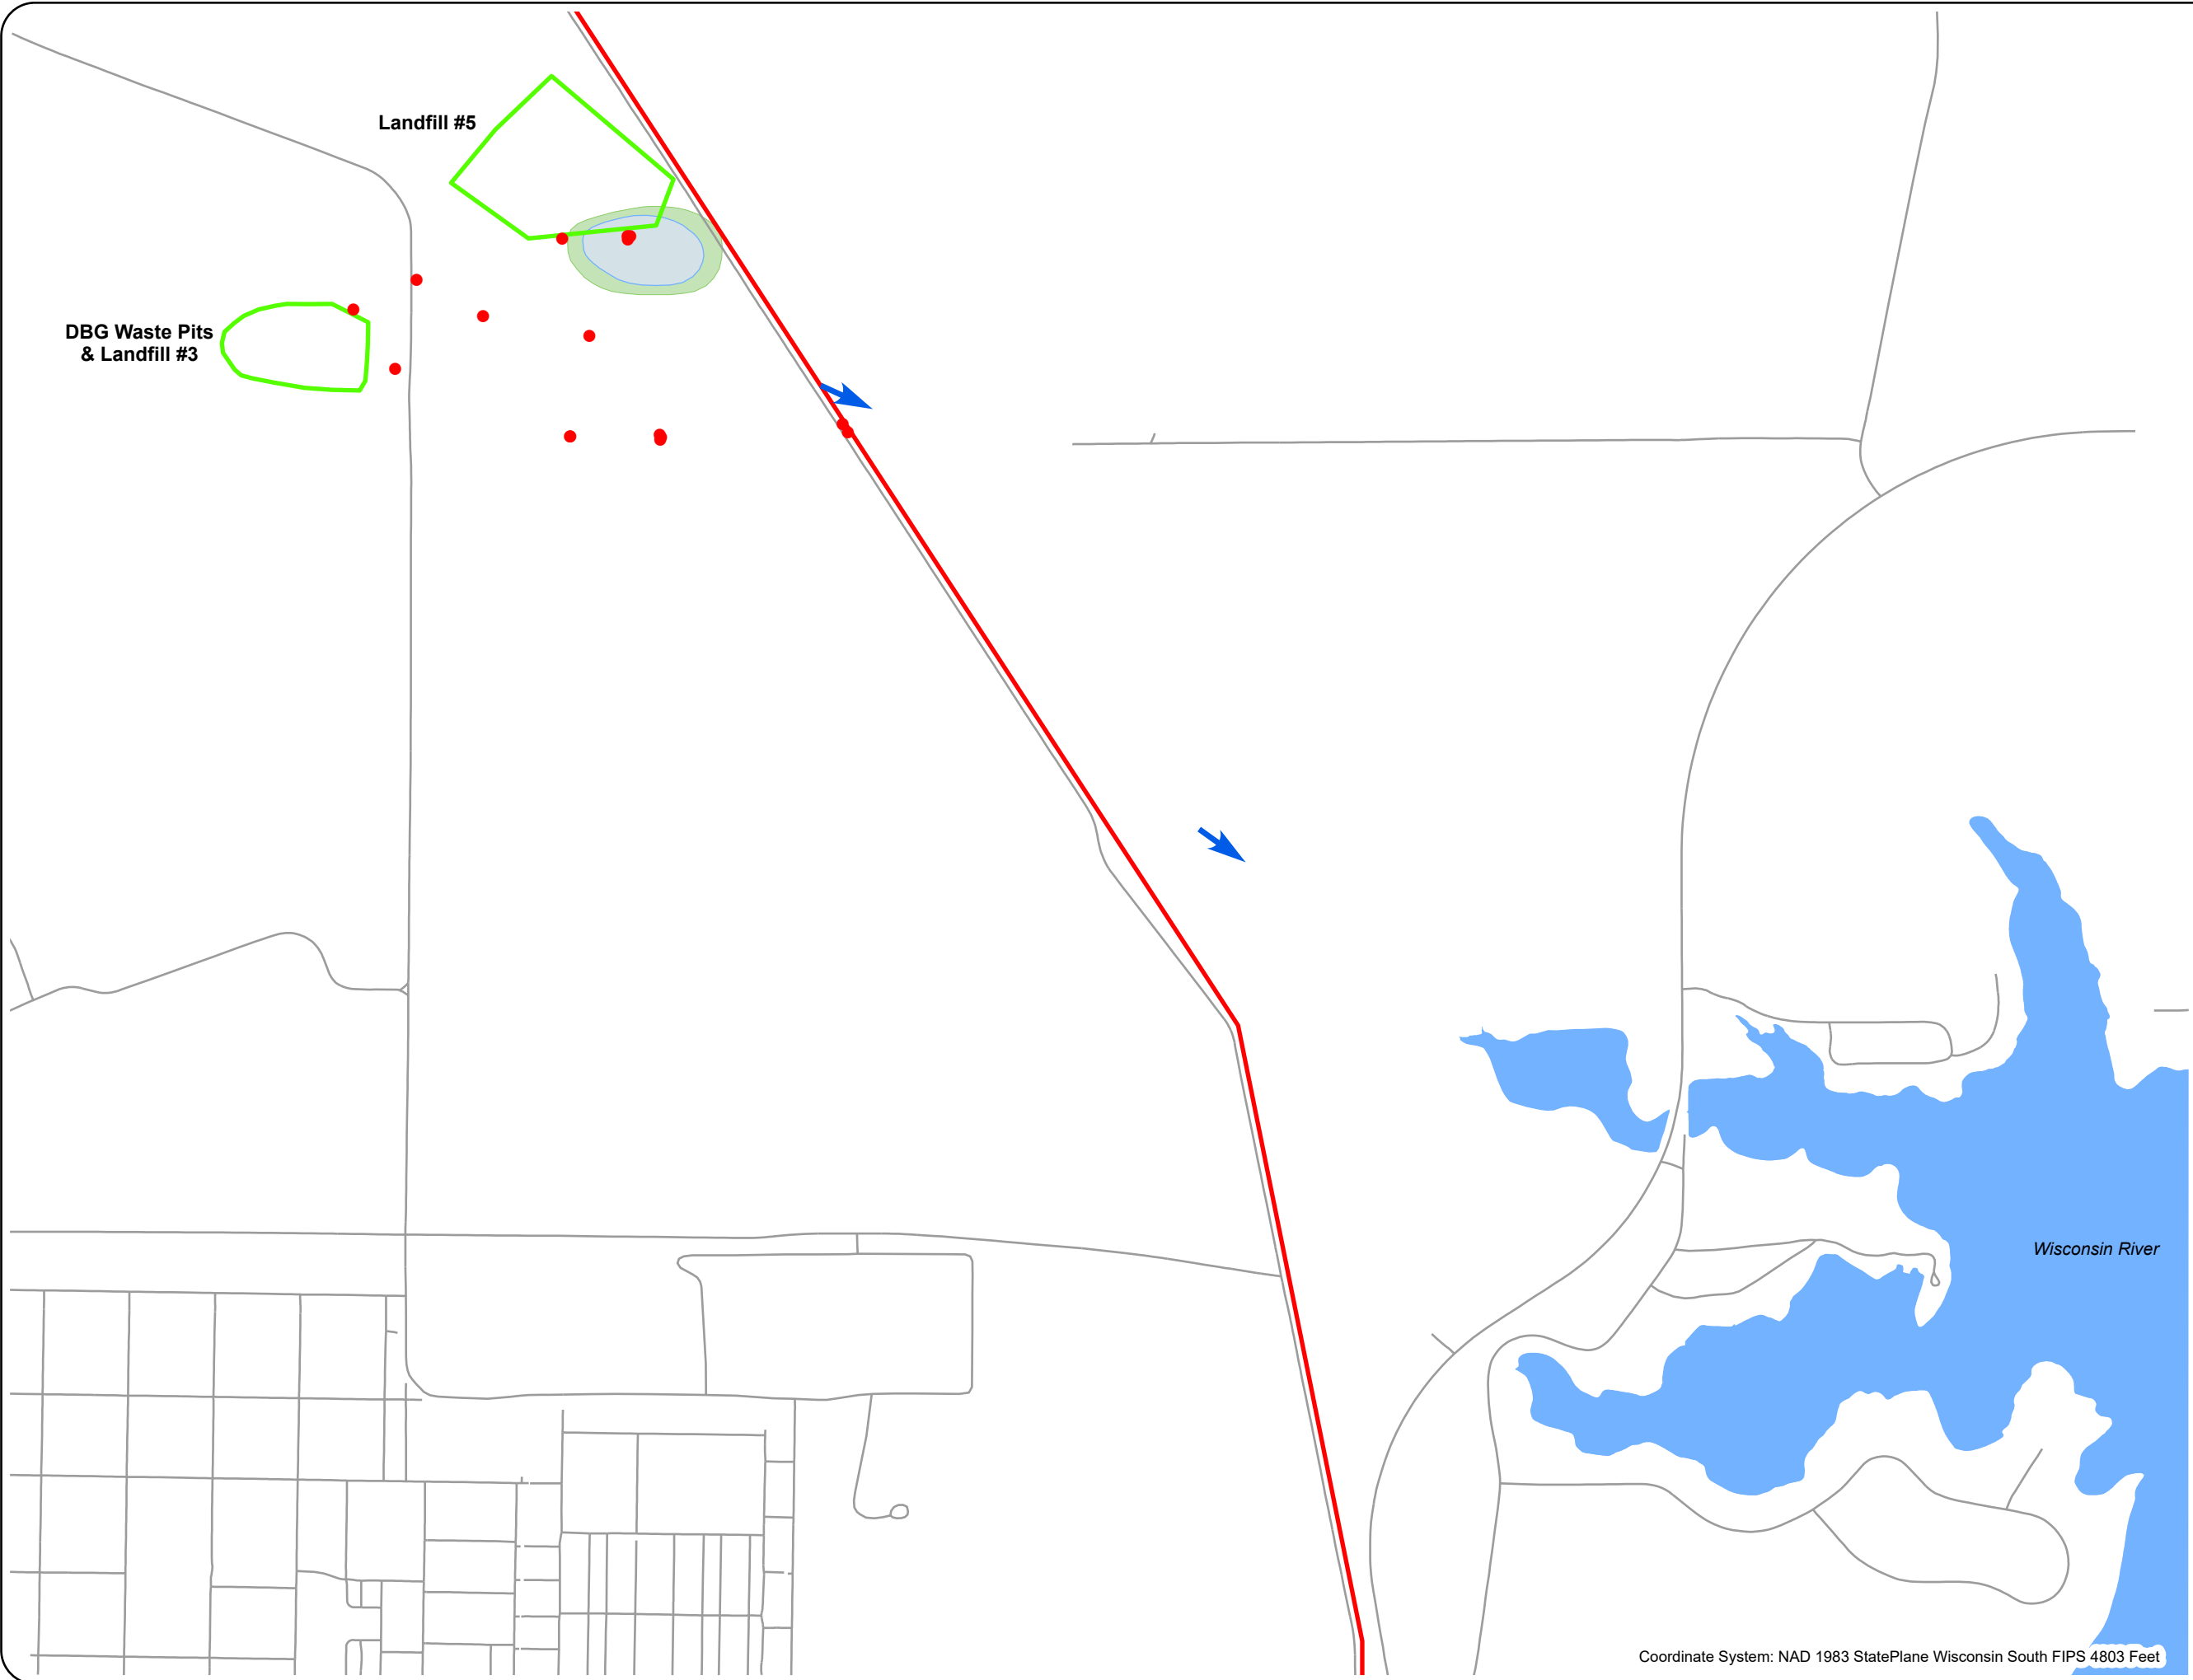 Landfill #5
DBG Waste Pits
& Landfill #3
Wisconsin River
Coordinate System: NAD 1983 StatePlane Wisconsin South FIPS 4803 Feet